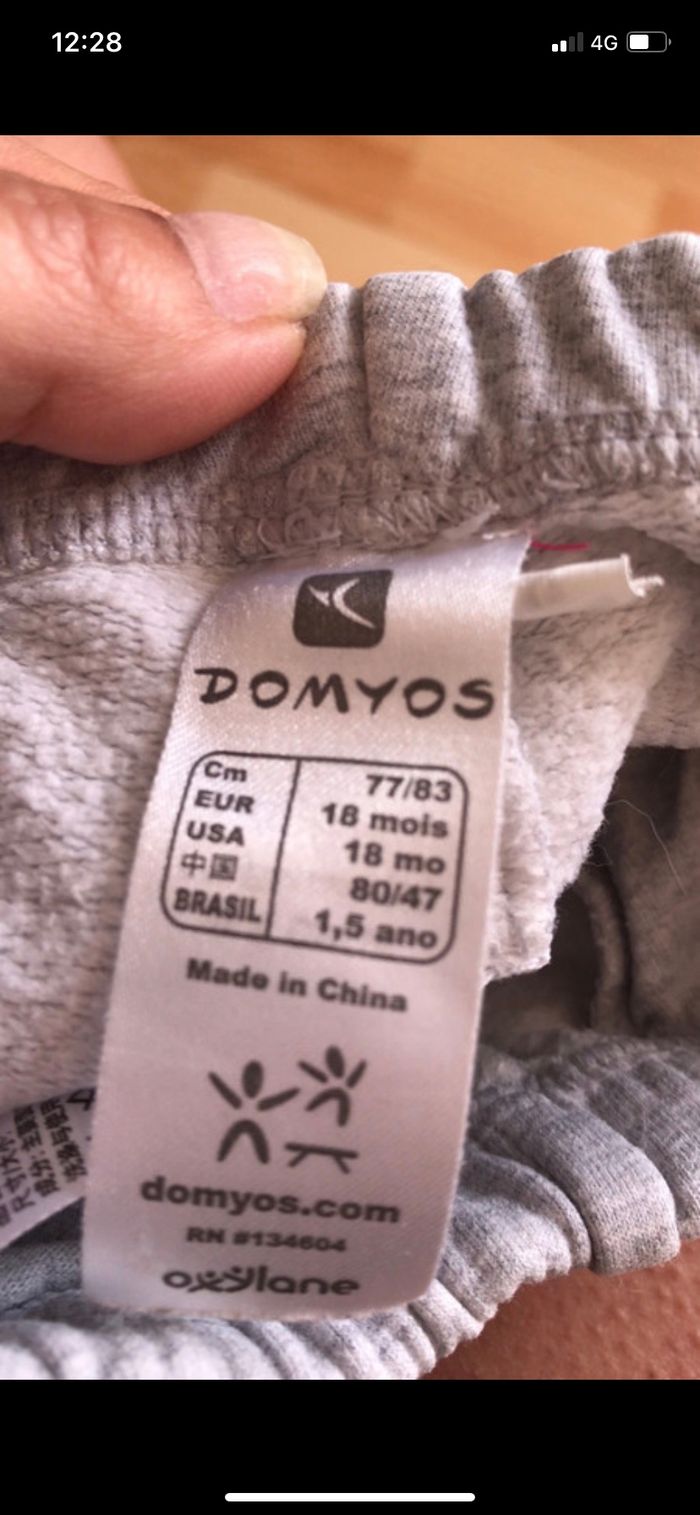 12:28
4G
DOMYOS
Cm 77/83
EUR 18 mois
USA 18 mo
中国 80/47
BRASIL 1,5 ano
Made in China
domyos.com
RN #134604
oxylane